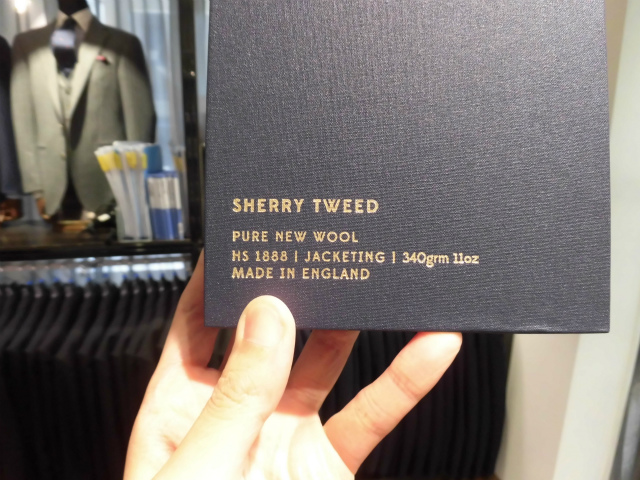 SHERRY TWEED
PURE NEW WOOL
HS 1888 | JACKETING | 340grm 11oz
MADE IN ENGLAND